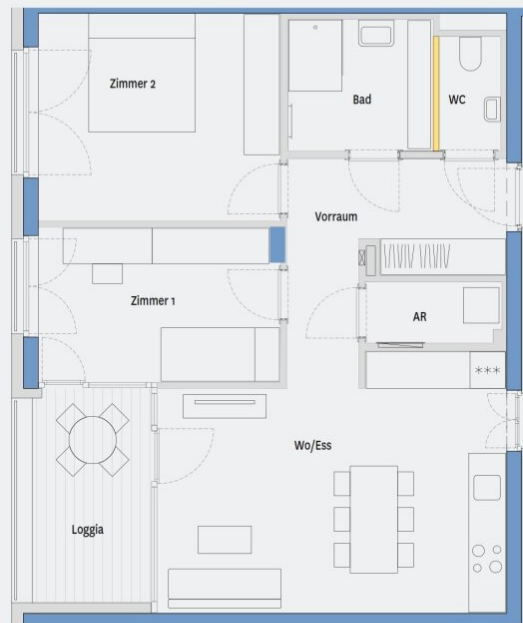 Zimmer 2
Bad
WC
Vorraum
Zimmer 1
AR
***
Wo/Ess
Loggia